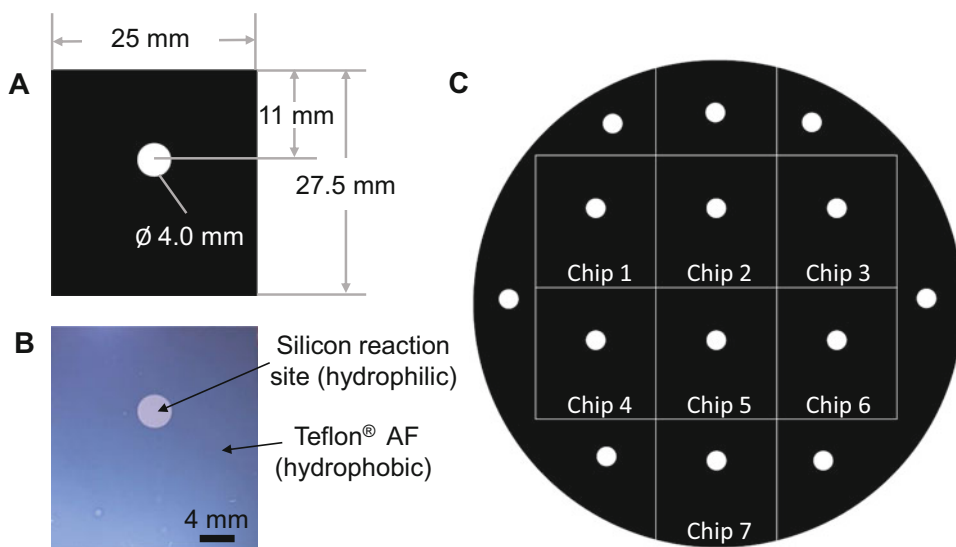 A
25 mm
11 mm
27.5 mm
Ø 4.0 mm
B
Silicon reaction
site (hydrophilic)
Teflon® AF
(hydrophobic)
4 mm
C
Chip 1
Chip 2
Chip 3
Chip 4
Chip 5
Chip 6
Chip 7